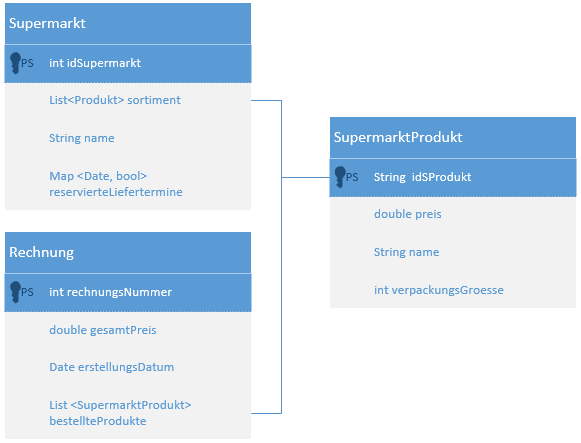 Supermarkt
PS int idSupermarkt
List<Produkt> sortiment
String name
Map <Date, bool>
reservierteLiefertermine
Rechnung
PS int rechnungsNummer
double gesamtPreis
Date erstellungsDatum
List <SupermarktProdukt>
bestellteProdukte
SupermarktProdukt
PS String idSProdukt
double preis
String name
int verpackungsGroesse